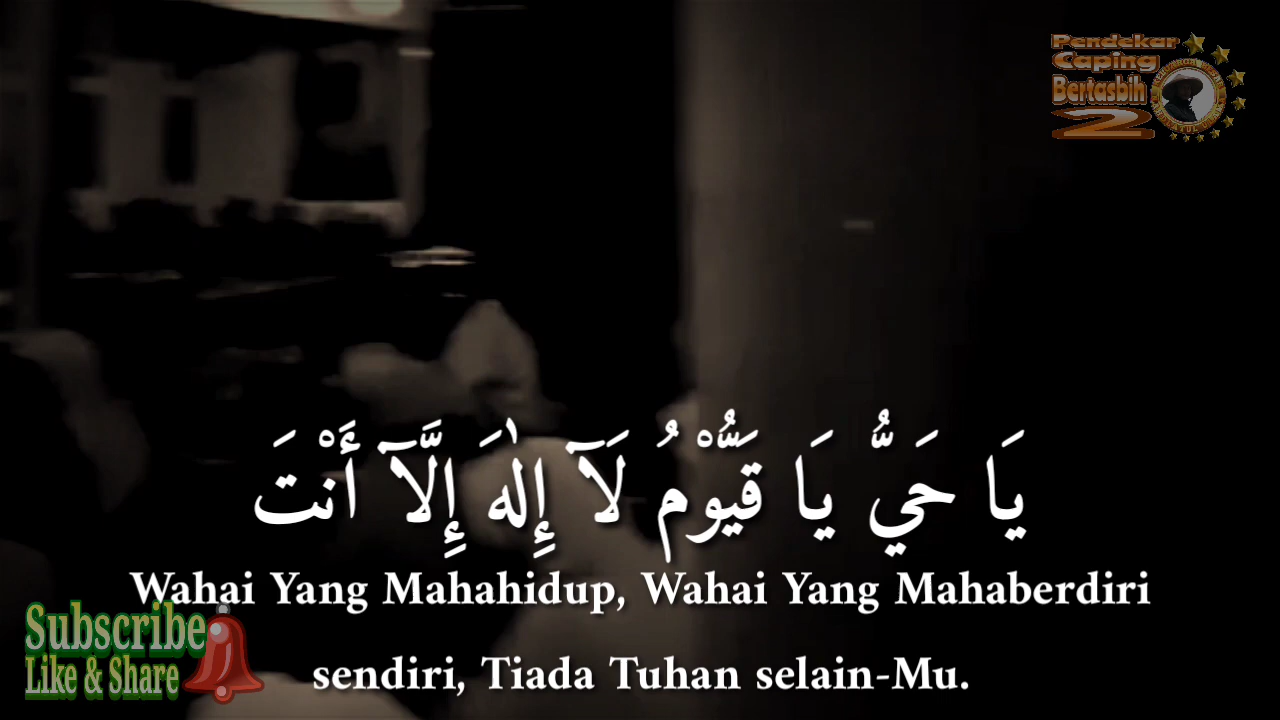 Pendekar
Caping
Bertasbih
2
يَا حَيُّ يَا قَيُّوْمُ لَآ إِلٰهَ إِلَّآ أَنْتَ
Wahai Yang Mahahidup, Wahai Yang Mahaberdiri
sendiri, Tiada Tuhan selain-Mu.
Subscribe
Like & Share